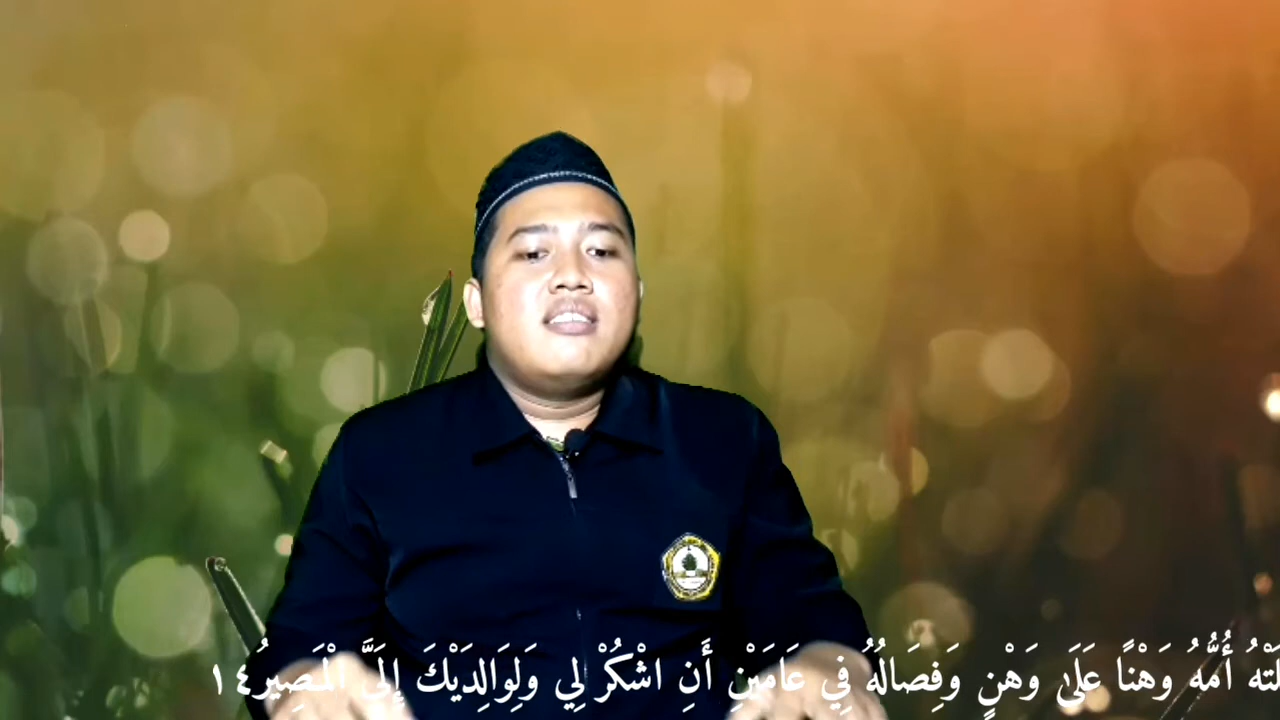 لَتْهُ أُمُّهُ وَهْنًا عَلَىٰ وَهْنٍ وَفِصَالُهُ فِي عَامَيْنِ أَنِ اشْكُرْ لِي وَلِوَالِدَيْكَ إِلَيَّ الْمَصِيرُ ١٤